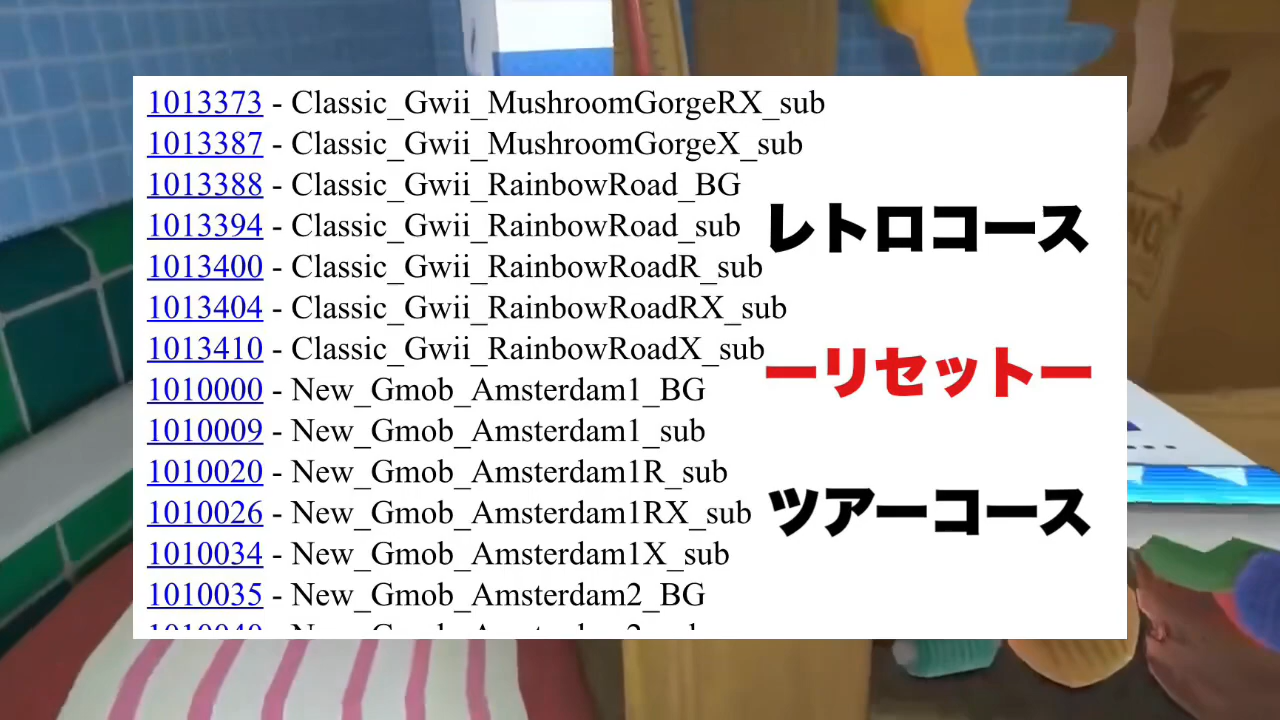 1013373 - Classic_Gwii_MushroomGorgeRX_sub
1013387 - Classic_Gwii_MushroomGorgeX_sub
1013388 - Classic_Gwii_RainbowRoad_BG
1013394 - Classic_Gwii_RainbowRoad_sub
レトロコース
1013400 - Classic_Gwii_RainbowRoadR_sub
1013404 - Classic_Gwii_RainbowRoadRX_sub
1013410 - Classic_Gwii_RainbowRoadX_sub
ーリセットー
1010000 - New_Gmob_Amsterdam1_BG
1010009 - New_Gmob_Amsterdam1_sub
1010020 - New_Gmob_Amsterdam1R_sub
1010026 - New_Gmob_Amsterdam1RX_sub
ツアーコース
1010034 - New_Gmob_Amsterdam1X_sub
1010035 - New_Gmob_Amsterdam2_BG